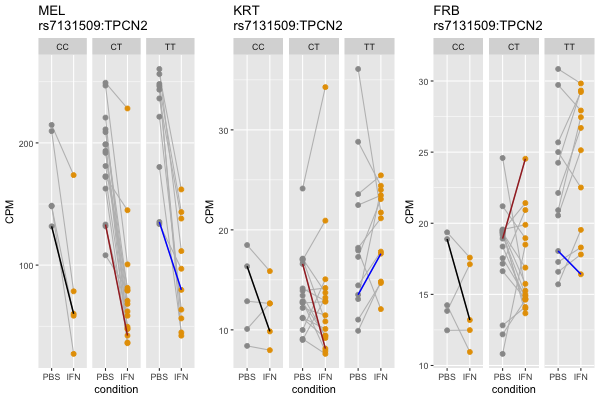 MEL
rs7131509:TPCN2
CC CT TT
CPM
200
100
PBS IFN PBS IFN PBS IFN
condition
KRT
rs7131509:TPCN2
CC CT TT
CPM
30
20
10
PBS IFN PBS IFN PBS IFN
condition
FRB
rs7131509:TPCN2
CC CT TT
CPM
30
25
20
15
10
PBS IFN PBS IFN PBS IFN
condition